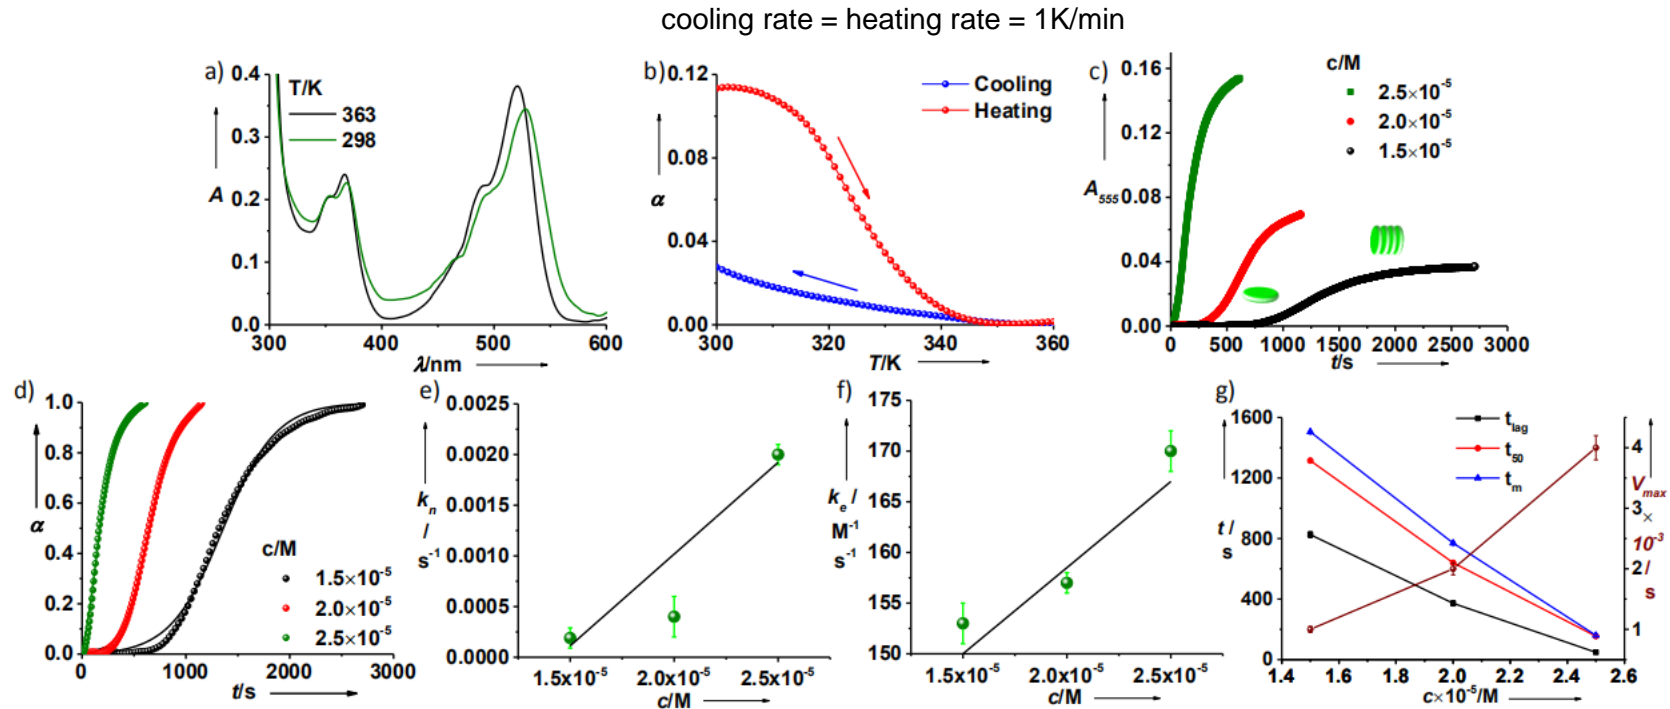 cooling rate = heating rate = 1K/min
a)
0.4
0.3
0.2
0.1
0.0
A
T/K
363
298
300
400
500
600
λ/nm
b)
0.12
0.08
0.04
0.00
α
Cooling
Heating
300
320
340
360
T/K
c)
0.16
0.12
0.08
0.04
0.00
A555
c/M
2.5×10⁻⁵
2.0×10⁻⁵
1.5×10⁻⁵
0
500
1000
1500
2000
2500
3000
t/s
d)
1.0
0.8
0.6
0.4
0.2
0.0
α
c/M
1.5×10⁻⁵
2.0×10⁻⁵
2.5×10⁻⁵
0
1000
2000
3000
t/s
e)
0.0025
0.0020
0.0015
0.0010
0.0005
0.0000
kn
/
s⁻¹
1.5x10⁻⁵
2.0x10⁻⁵
2.5x10⁻⁵
c/M
f)
175
170
165
160
155
150
ke /
M⁻¹
s⁻¹
1.5x10⁻⁵
2.0x10⁻⁵
2.5x10⁻⁵
c/M
g)
1600
1200
800
400
0
t /
s
tlag
t50
tm
4
3
2
1
Vmax
×
10⁻³
/
s
1.4
1.6
1.8
2.0
2.2
2.4
2.6
c×10⁻⁵/M